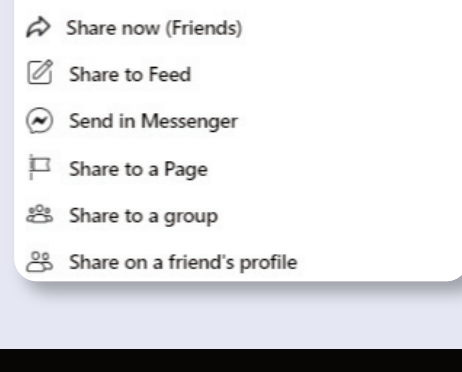 Share now (Friends)
Share to Feed
Send in Messenger
Share to a Page
Share to a group
Share on a friend's profile